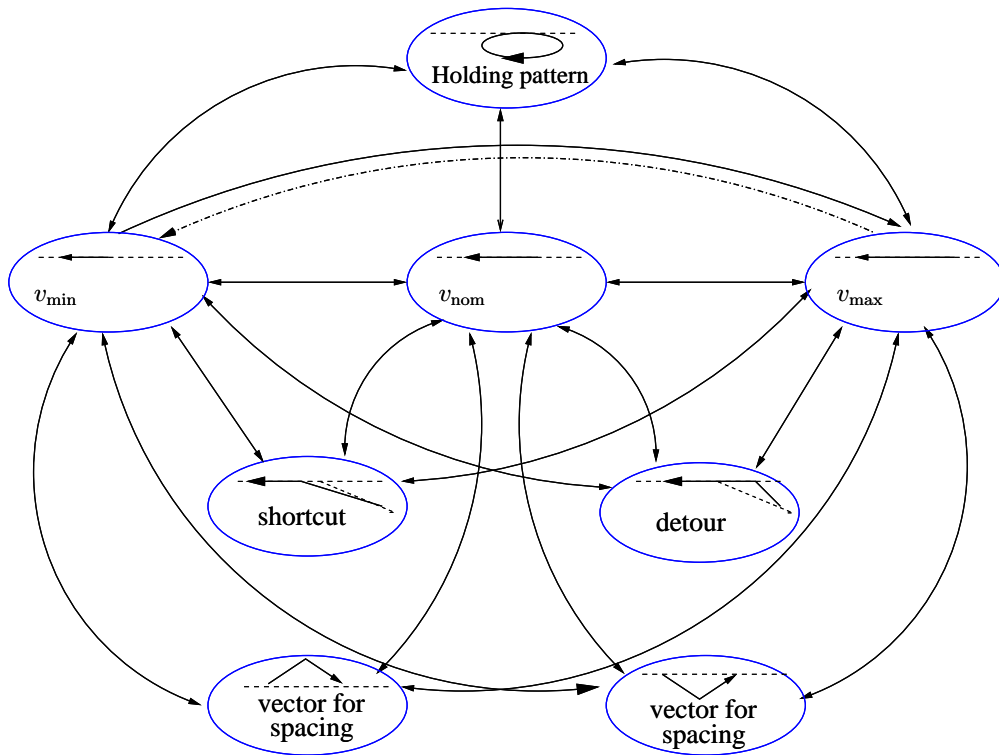 Holding pattern
v_min
v_nom
v_max
shortcut
detour
vector for
spacing
vector for
spacing